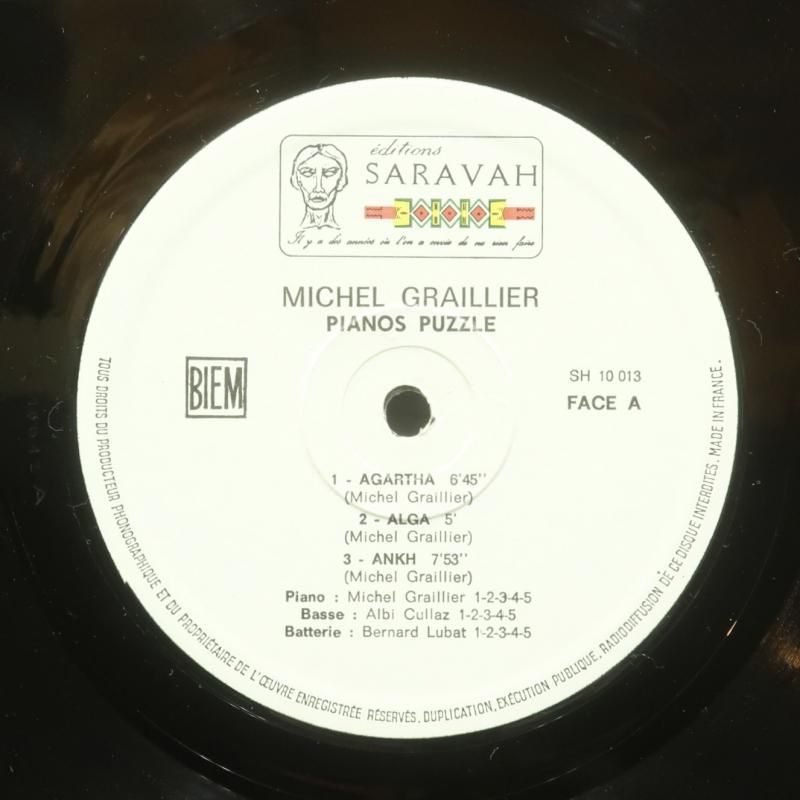 éditions
SARAVAH
Il y a des années où l'on a envie de ne rien faire
MICHEL GRAILLIER
PIANOS PUZZLE
BIEM
SH 10 013
FACE A
1 - AGARTHA 6'45''
(Michel Graillier)
2 - ALGA 5'
(Michel Graillier)
3 - ANKH 7'53''
(Michel Graillier)
Piano : Michel Graillier 1-2-3-4-5
Basse : Albi Cullaz 1-2-3-4-5
Batterie : Bernard Lubat 1-2-3-4-5
TOUS DROITS DU PRODUCTEUR PHONOGRAPHIQUE ET DU PROPRIÉTAIRE DE L'ŒUVRE ENREGISTRÉE RÉSERVÉS. DUPLICATION, EXÉCUTION PUBLIQUE, RADIODIFFUSION DE CE DISQUE INTERDITES. MADE IN FRANCE.